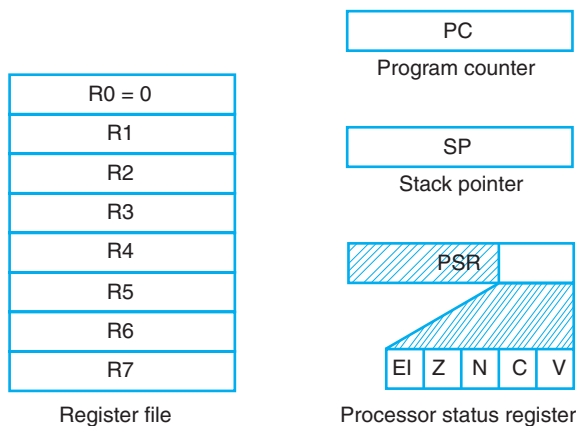 R0 = 0
R1
R2
R3
R4
R5
R6
R7
Register file
PC
Program counter
SP
Stack pointer
PSR
EI Z N C V
Processor status register